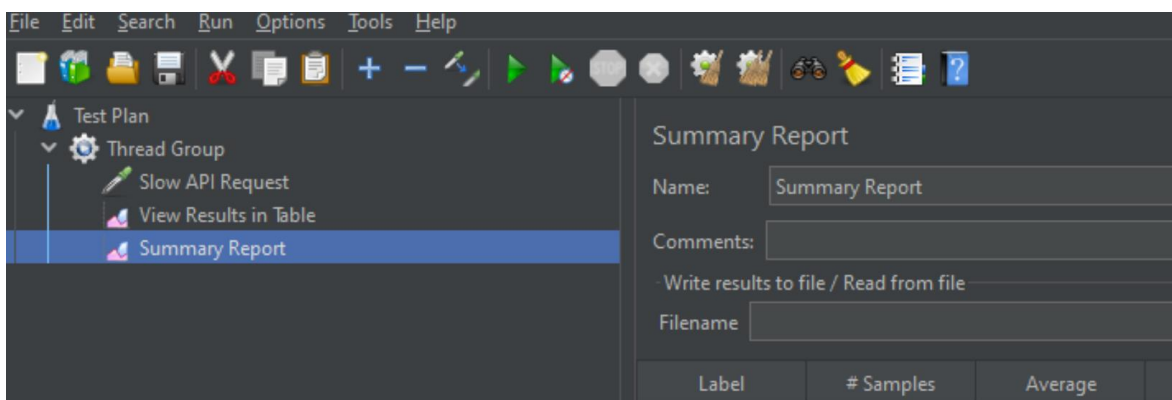 File Edit Search Run Options Tools Help
STOP
?
Test Plan
Thread Group
Slow API Request
View Results in Table
Summary Report
Summary Report
Name: Summary Report
Comments:
Write results to file / Read from file
Filename
Label # Samples Average